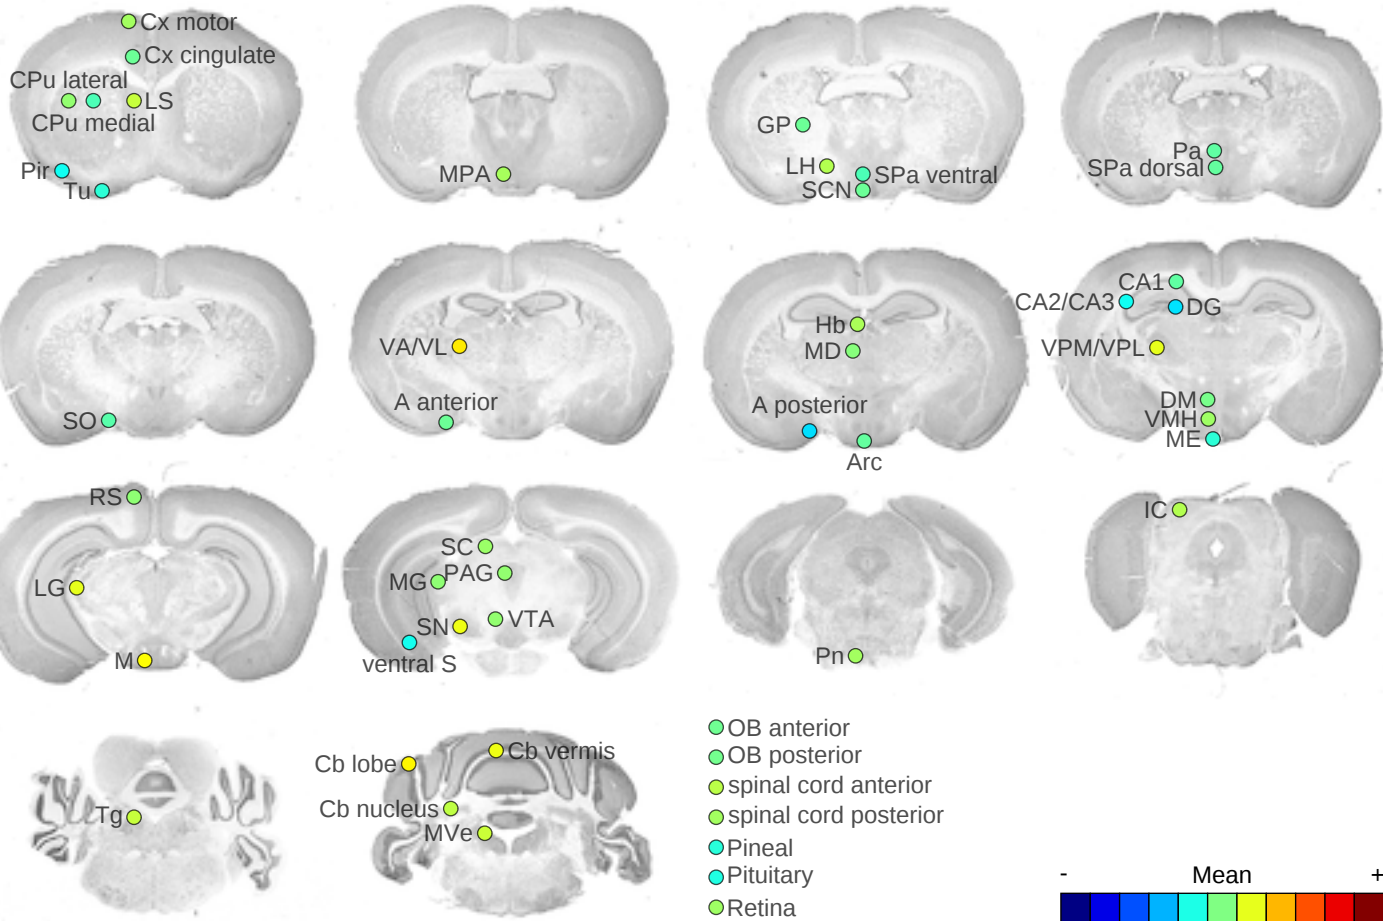 Cx motor
Cx cingulate
CPu lateral
LS
CPu medial
Pir
Tu
MPA
GP
LH
SPa ventral
SCN
Pa
SPa dorsal
SO
VA/VL
A anterior
Hb
MD
A posterior
Arc
CA1
CA2/CA3
DG
VPM/VPL
DM
VMH
ME
RS
LG
M
SC
PAG
MG
VTA
SN
ventral S
Pn
IC
Tg
Cb lobe
Cb vermis
Cb nucleus
MVe
OB anterior
OB posterior
spinal cord anterior
spinal cord posterior
Pineal
Pituitary
Retina
- Mean +